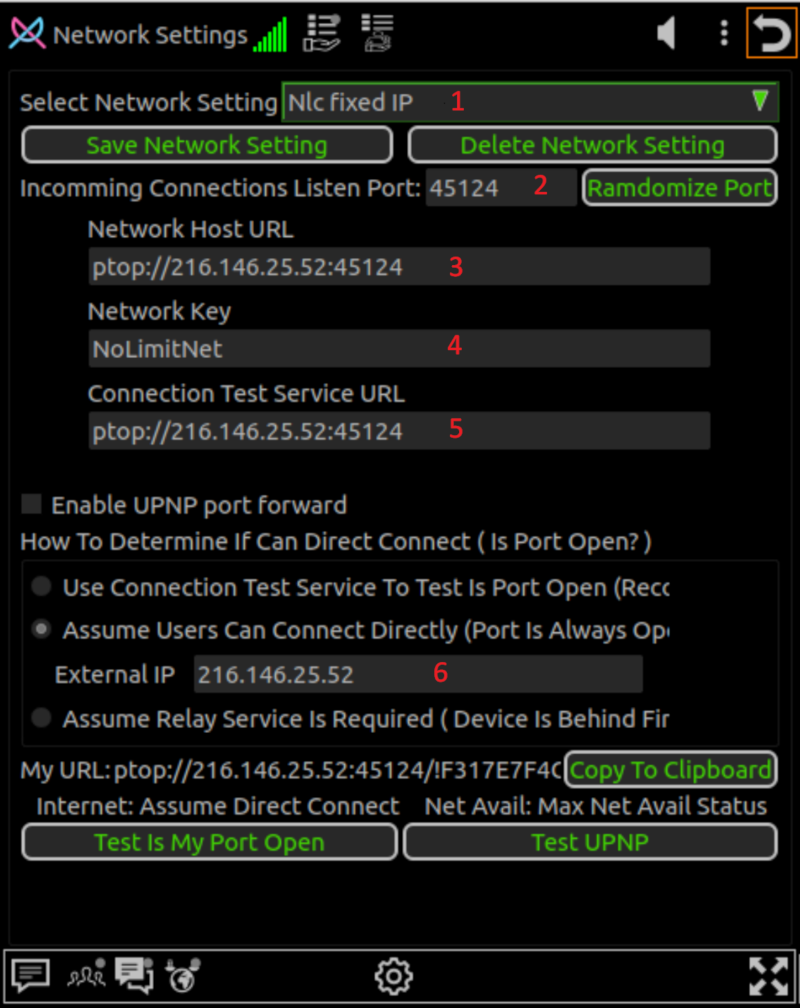 Network Settings
Select Network Setting Nlc fixed IP 1
Save Network Setting Delete Network Setting
Incomming Connections Listen Port: 45124 2 Ramdomize Port
Network Host URL
ptop://216.146.25.52:45124 3
Network Key
NoLimitNet 4
Connection Test Service URL
ptop://216.146.25.52:45124 5
Enable UPNP port forward
How To Determine If Can Direct Connect ( Is Port Open? )
Use Connection Test Service To Test Is Port Open (Reco
Assume Users Can Connect Directly (Port Is Always Ope
External IP 216.146.25.52 6
Assume Relay Service Is Required ( Device Is Behind Fir
My URL: ptop://216.146.25.52:45124/!F317E7F4C Copy To Clipboard
Internet: Assume Direct Connect Net Avail: Max Net Avail Status
Test Is My Port Open Test UPNP